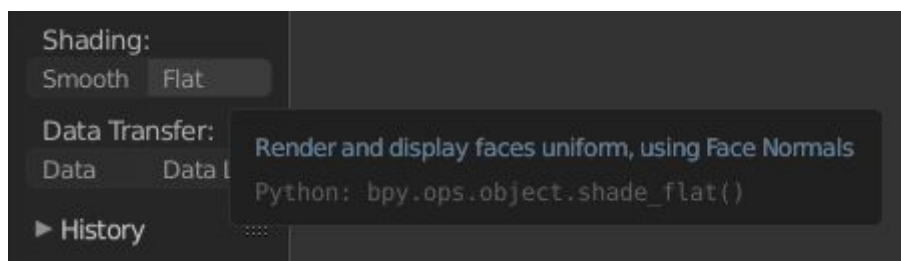 Shading:
Smooth Flat
Data Transfer:
Data Data L
Render and display faces uniform, using Face Normals
Python: bpy.ops.object.shade_flat()
History